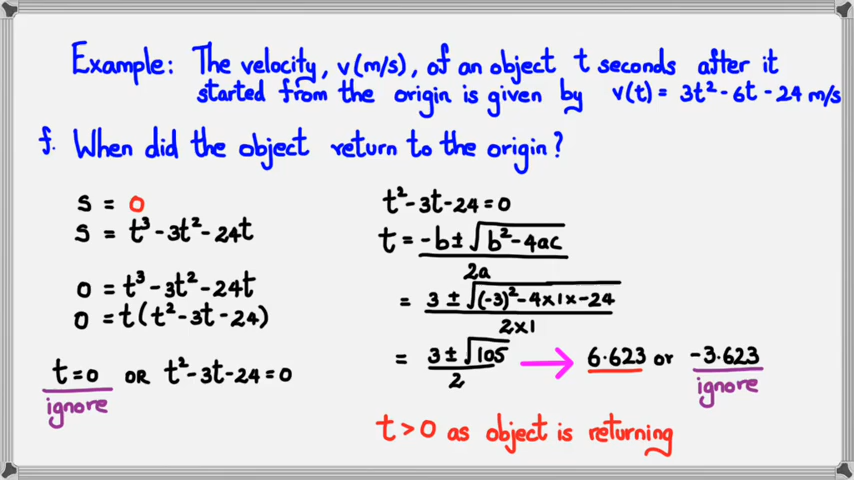 Example: The velocity, v(m/s), of an object t seconds after it
started from the origin is given by v(t) = 3t² - 6t - 24 m/s
f. When did the object return to the origin?
s = 0
s = t³ - 3t² - 24t
0 = t³ - 3t² - 24t
0 = t(t² - 3t - 24)
t = 0 OR t² - 3t - 24 = 0
ignore
t² - 3t - 24 = 0
t = -b ± √b² - 4ac
2a
= 3 ± √(-3)² - 4×1×-24
2×1
= 3 ± √105 → 6.623 or -3.623
2
ignore
t > 0 as object is returning